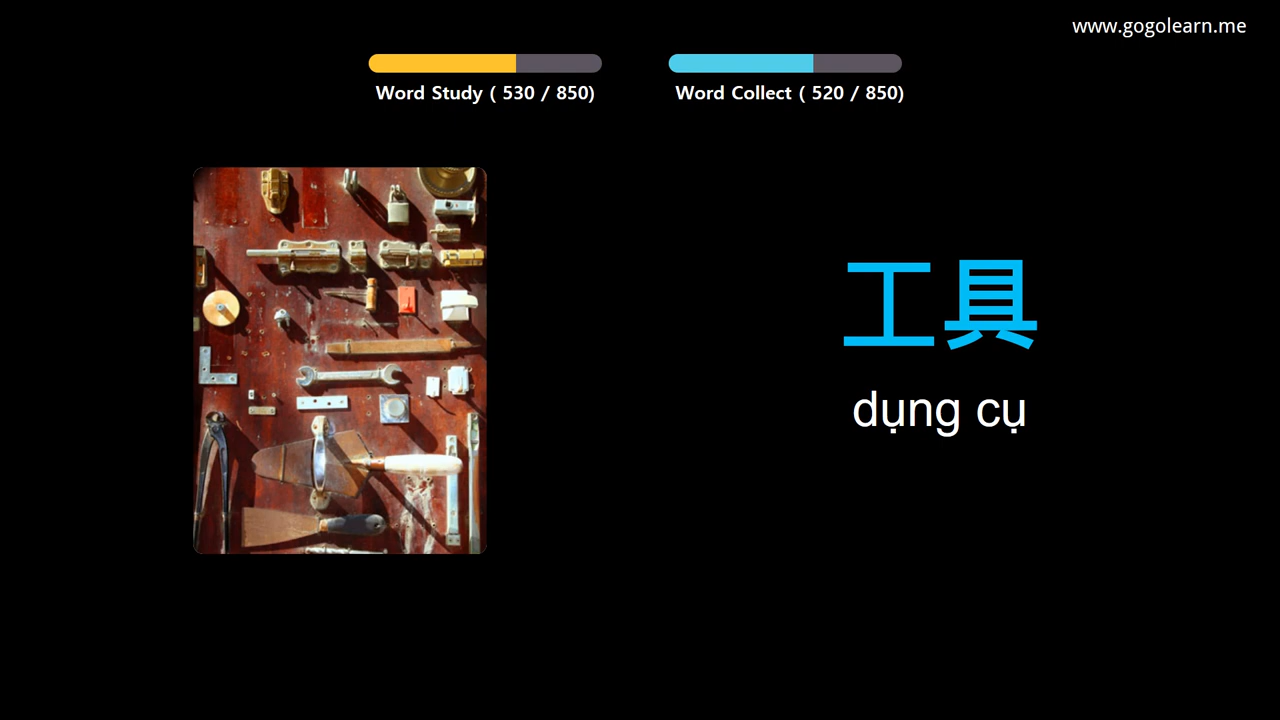 www.gogolearn.me
Word Study ( 530 / 850)
Word Collect ( 520 / 850)
工具
dụng cụ